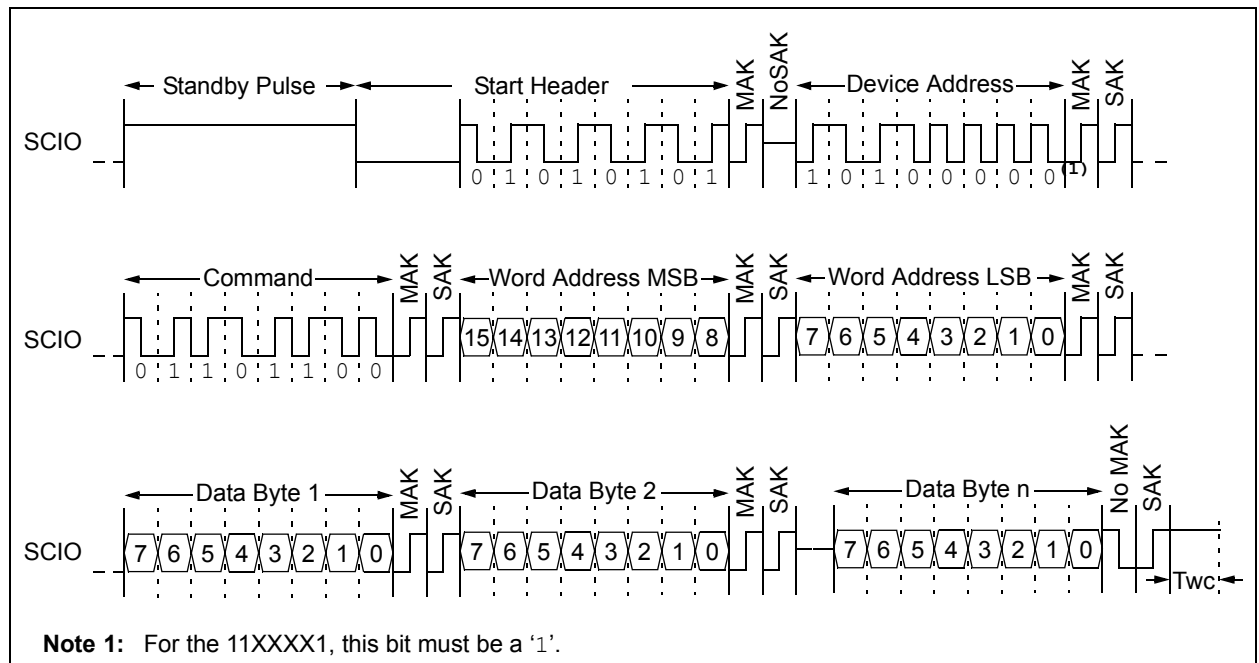 Standby Pulse Start Header MAK NoSAK Device Address MAK SAK
SCIO
0 1 0 1 0 1 0 1 1 0 1 0 0 0 0 0 (1)
Command MAK SAK Word Address MSB MAK SAK Word Address LSB MAK SAK
SCIO 15 14 13 12 11 10 9 8 7 6 5 4 3 2 1 0
0 1 1 0 1 1 0 0
Data Byte 1 MAK SAK Data Byte 2 MAK SAK Data Byte n No MAK SAK
SCIO 7 6 5 4 3 2 1 0 7 6 5 4 3 2 1 0 7 6 5 4 3 2 1 0
Twc
Note 1: For the 11XXXX1, this bit must be a ‘1’.